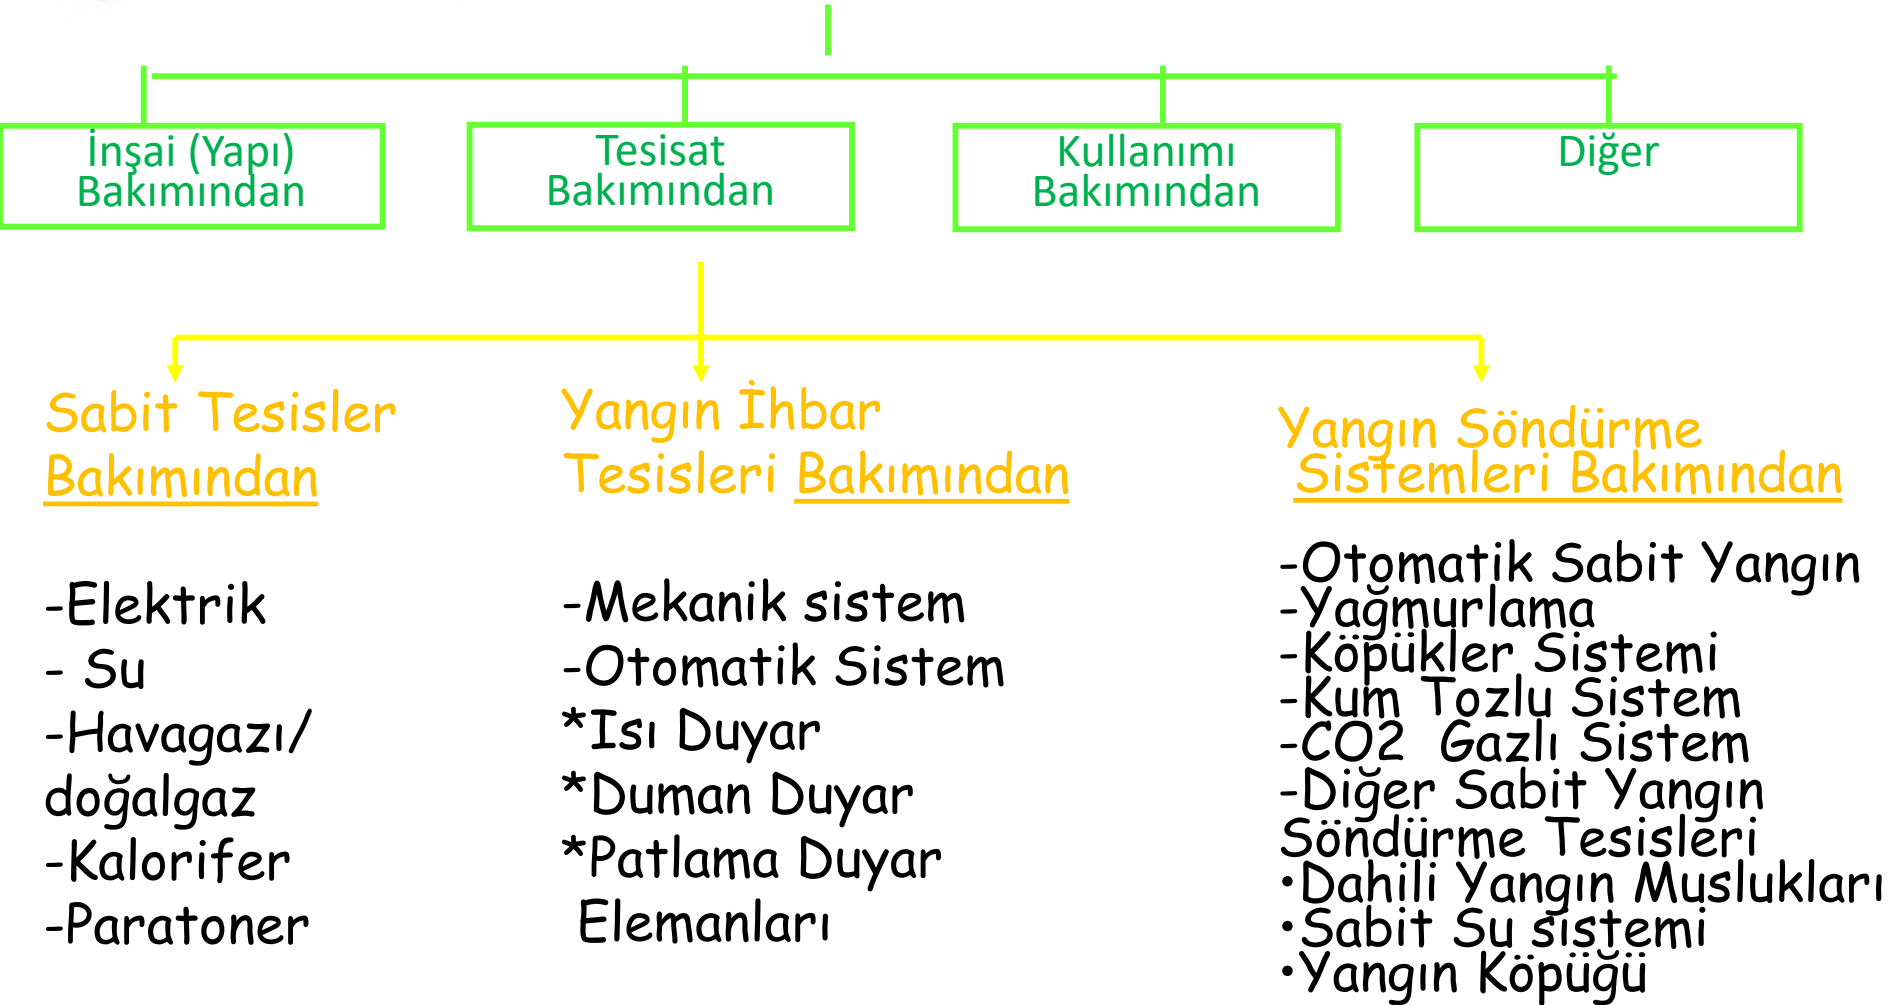 İnşai (Yapı)
Bakımından
Tesisat
Bakımından
Kullanımı
Bakımından
Diğer
Sabit Tesisler
Bakımından
-Elektrik
- Su
-Havagazı/
doğalgaz
-Kalorifer
-Paratoner
Yangın İhbar
Tesisleri Bakımından
-Mekanik sistem
-Otomatik Sistem
*Isı Duyar
*Duman Duyar
*Patlama Duyar
Elemanları
Yangın Söndürme
Sistemleri Bakımından
-Otomatik Sabit Yangın
-Yağmurlama
-Köpükler Sistemi
-Kum Tozlu Sistem
-CO2 Gazlı Sistem
-Diğer Sabit Yangın
Söndürme Tesisleri
•Dahili Yangın Muslukları
•Sabit Su sistemi
•Yangın Köpüğü